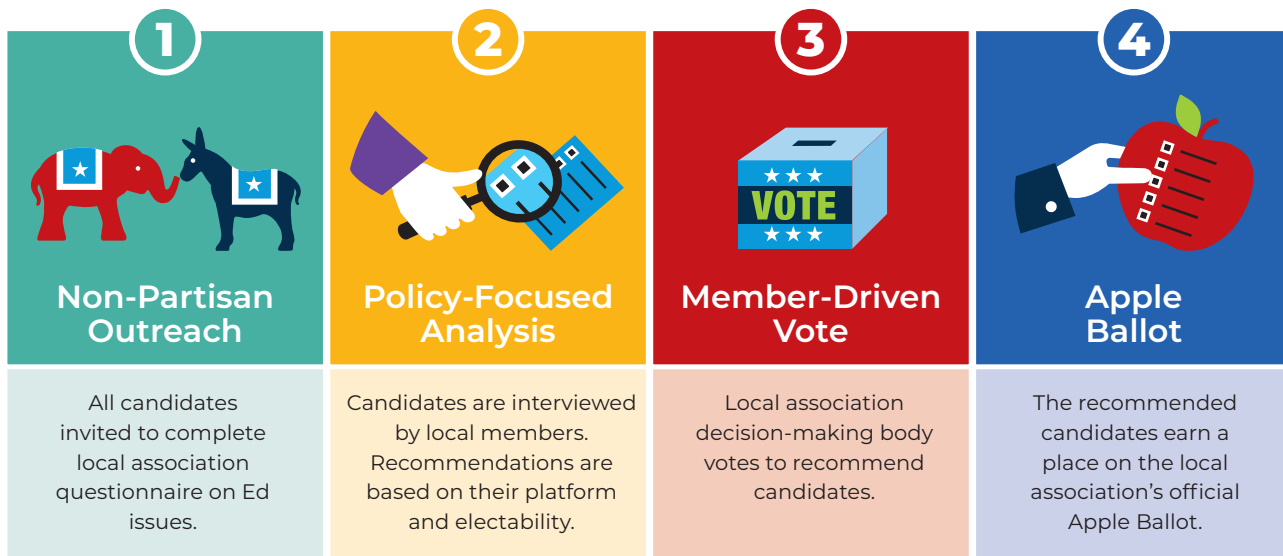 1
Non-Partisan
Outreach
All candidates
invited to complete
local association
questionnaire on Ed
issues.
2
Policy-Focused
Analysis
Candidates are interviewed
by local members.
Recommendations are
based on their platform
and electability.
3
VOTE
Member-Driven
Vote
Local association
decision-making body
votes to recommend
candidates.
4
Apple
Ballot
The recommended
candidates earn a
place on the local
association’s official
Apple Ballot.